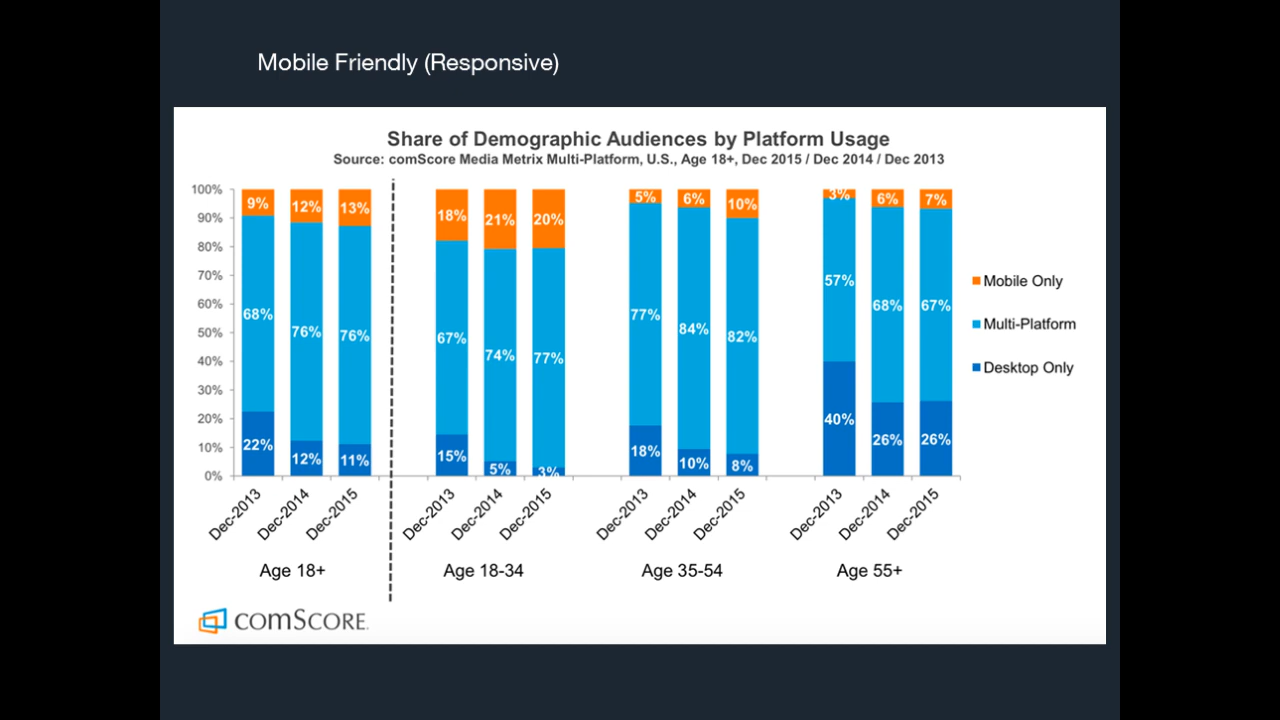 Mobile Friendly (Responsive)
Share of Demographic Audiences by Platform Usage
Source: comScore Media Metrix Multi-Platform, U.S., Age 18+, Dec 2015 / Dec 2014 / Dec 2013
100%
90%
80%
70%
60%
50%
40%
30%
20%
10%
0%
9% 12% 13% 18% 21% 20% 5% 6% 10% 3% 6% 7%
68% 76% 76% 67% 74% 77% 77% 84% 82% 57% 68% 67%
22% 12% 11% 15% 5% 3% 18% 10% 8% 40% 26% 26%
Mobile Only
Multi-Platform
Desktop Only
Dec-2013 Dec-2014 Dec-2015 Dec-2013 Dec-2014 Dec-2015 Dec-2013 Dec-2014 Dec-2015 Dec-2013 Dec-2014 Dec-2015
Age 18+ Age 18-34 Age 35-54 Age 55+
comScore.